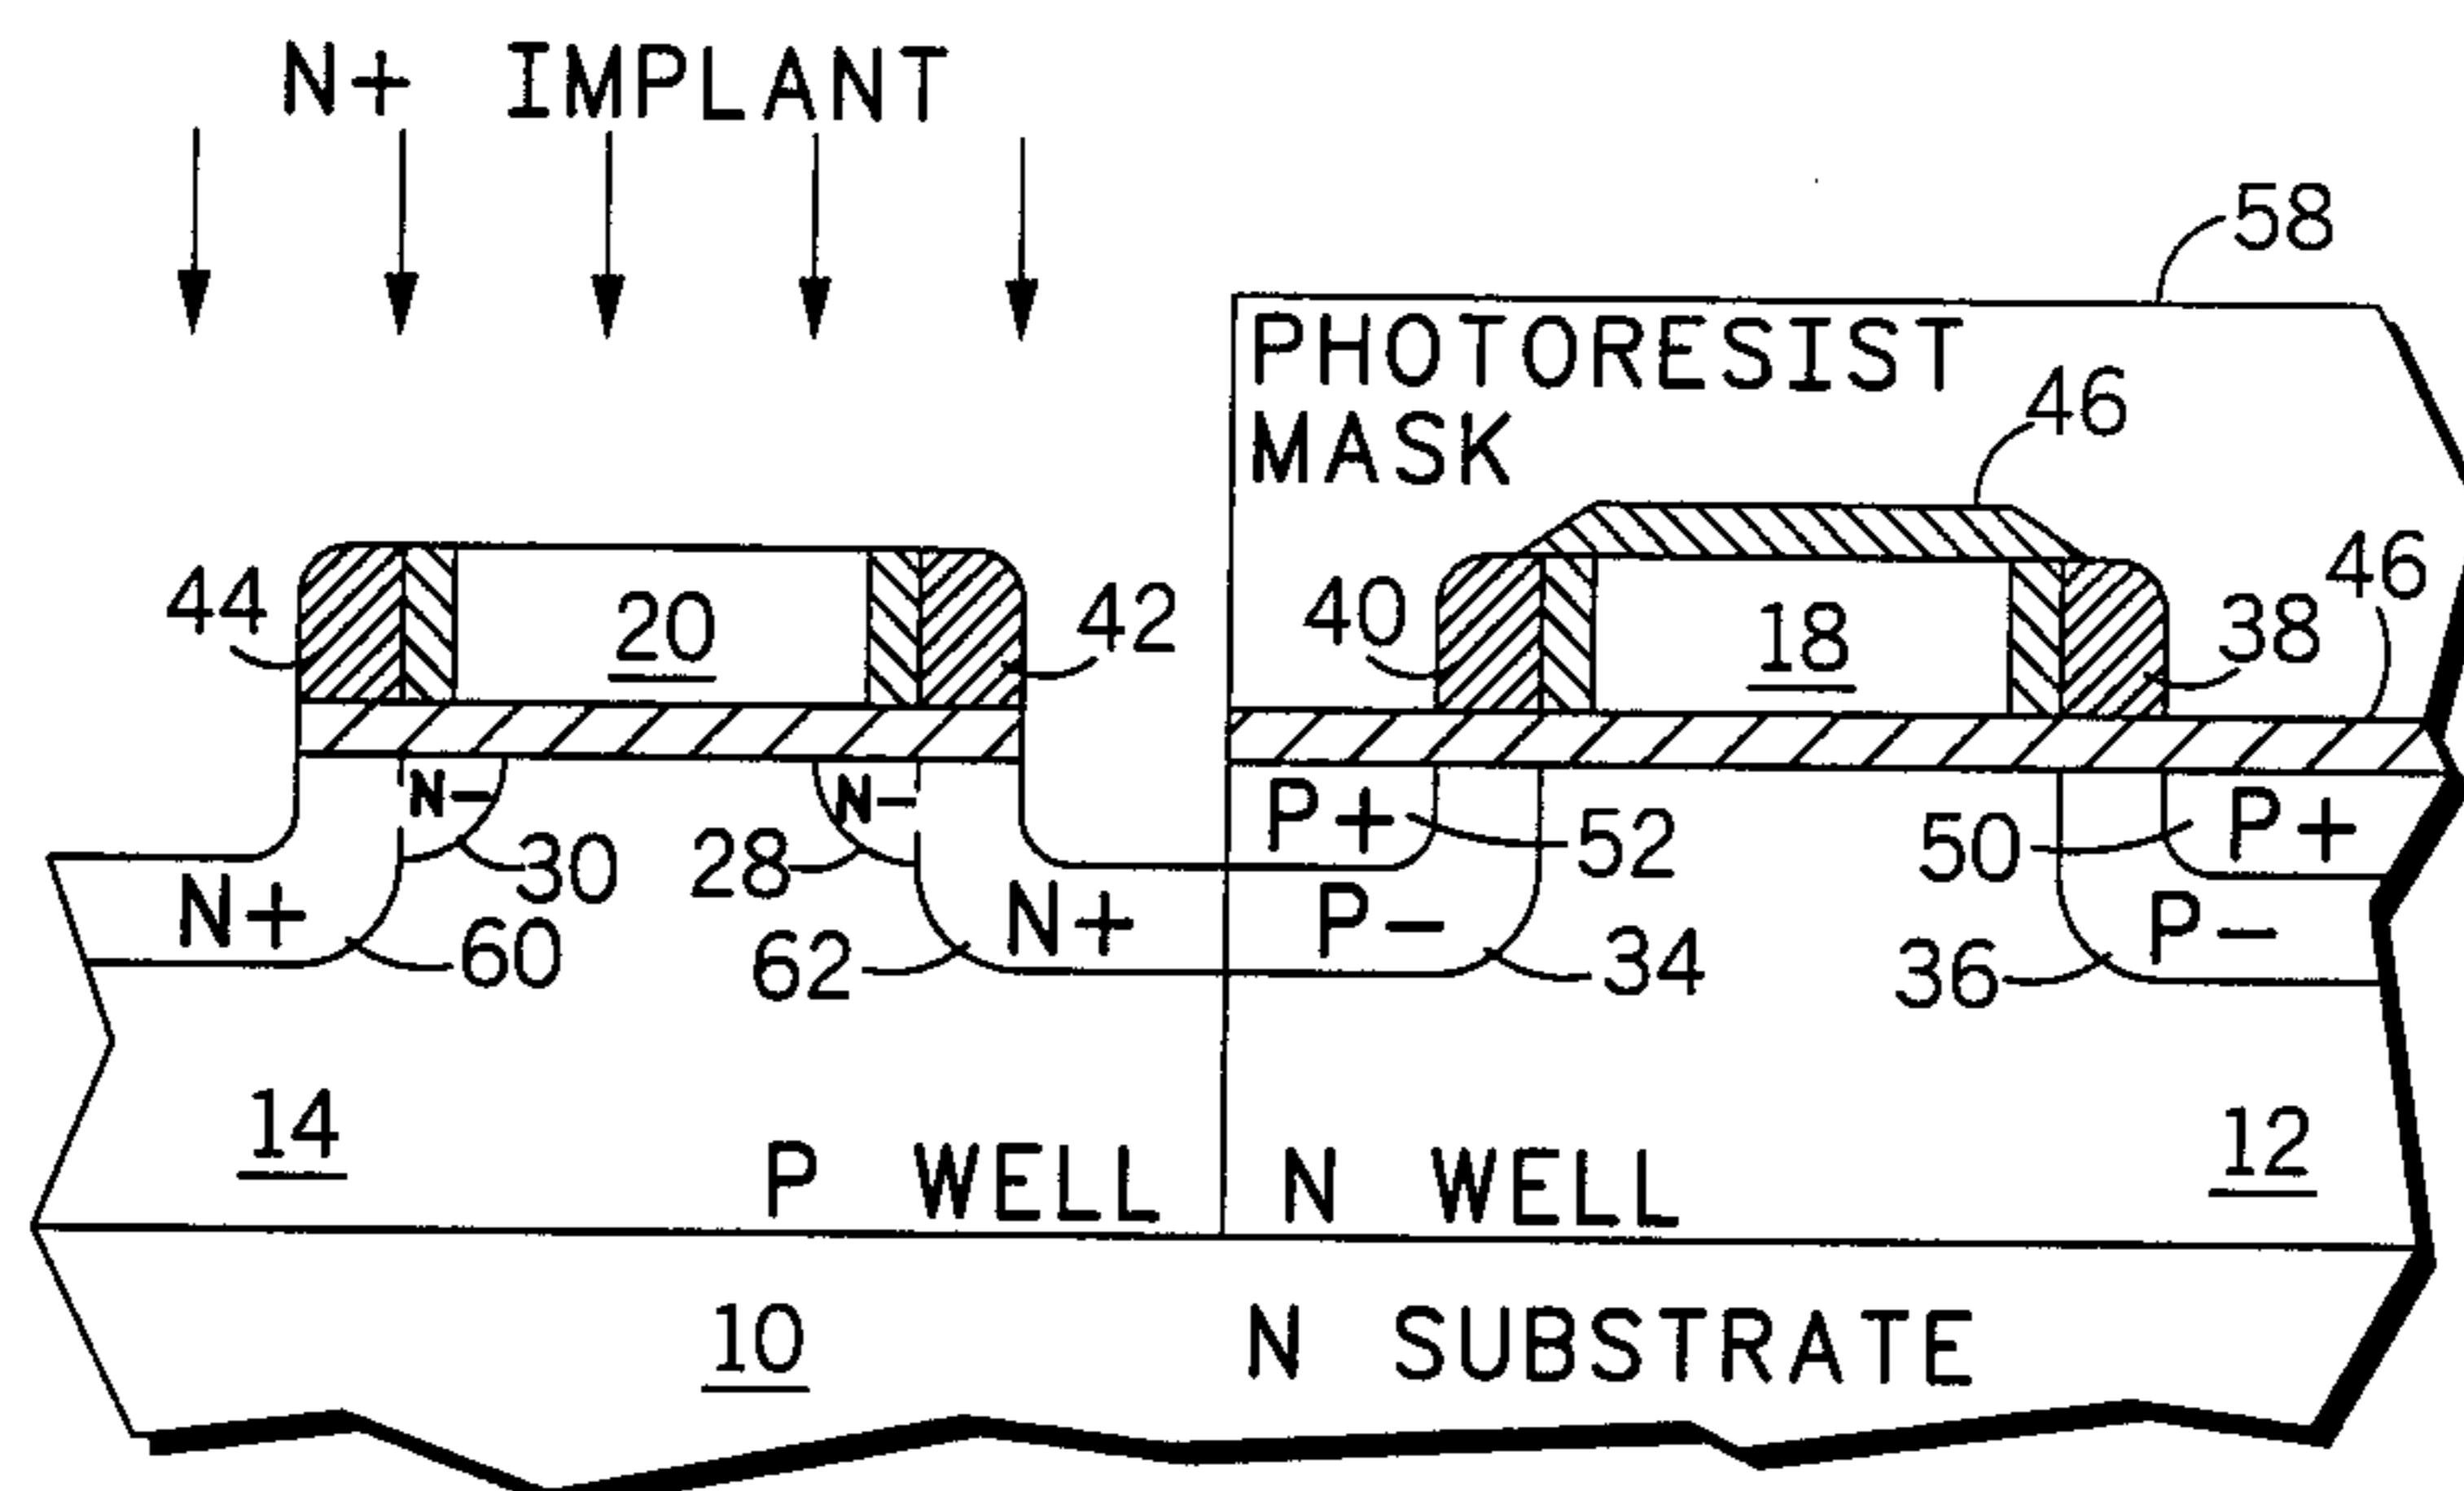 N+ IMPLANT
58
PHOTORESIST
MASK
46
46
44
20
42
40
18
38
N-
N-
P+
52
50
P+
30
28
N+
60
62
N+
P-
34
36
P-
14
P WELL
N WELL
12
10
N SUBSTRATE